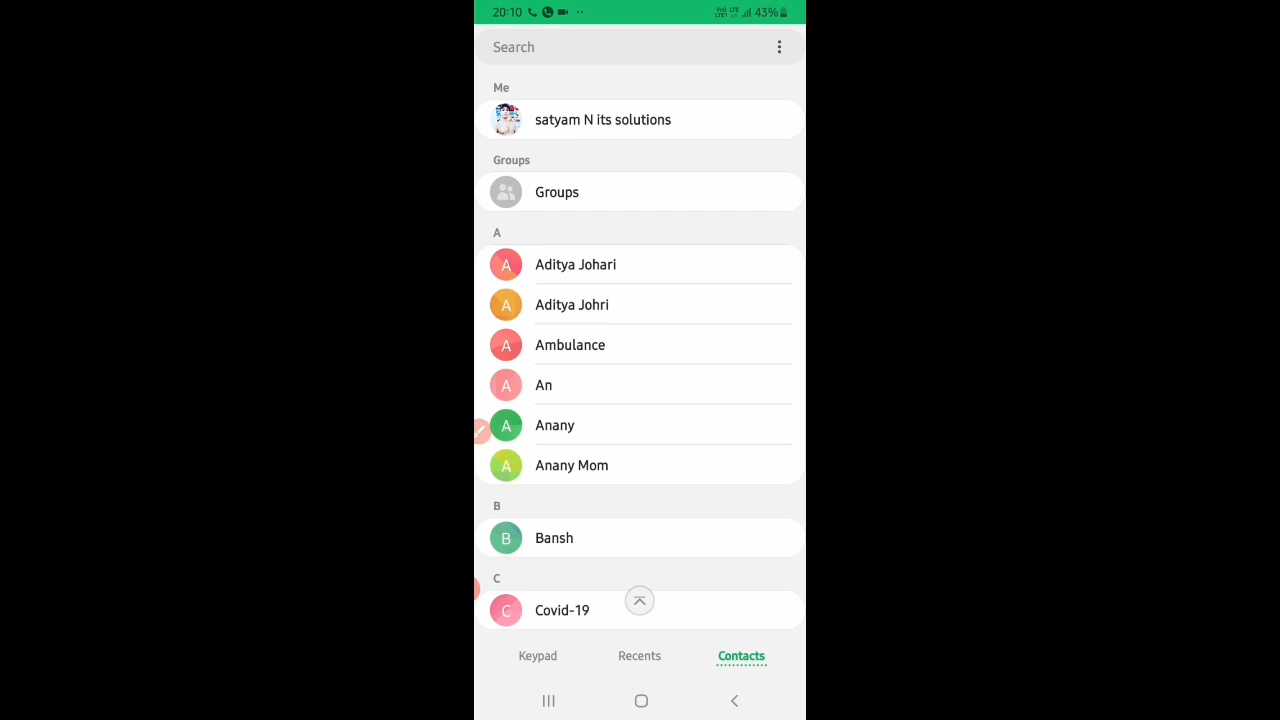 20:10 43%
Search
Me
satyam N its solutions
Groups
Groups
A
A Aditya Johari
A Aditya Johri
A Ambulance
A An
A Anany
A Anany Mom
B
B Bansh
C
C Covid-19
Keypad Recents Contacts